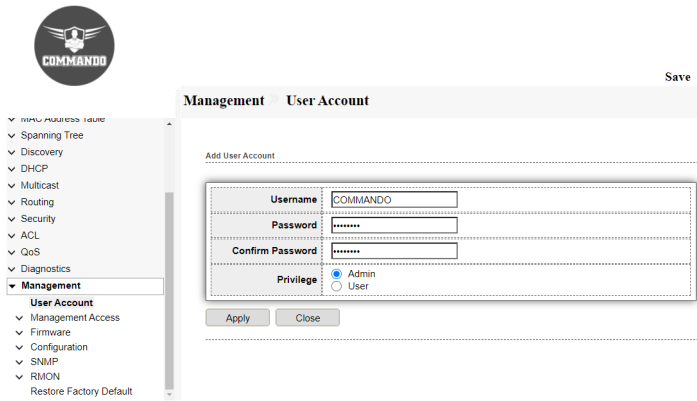 COMMANDO
Save
Management » User Account
MAC Address Table
Spanning Tree
Discovery
DHCP
Multicast
Routing
Security
ACL
QoS
Diagnostics
Management
User Account
Management Access
Firmware
Configuration
SNMP
RMON
Restore Factory Default
Add User Account
Username COMMANDO
Password ••••••••
Confirm Password ••••••••
Privilege Admin
User
Apply Close